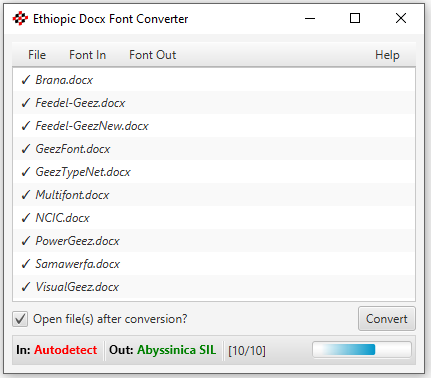 Ethiopic Docx Font Converter
File Font In Font Out Help
✓ Brana.docx
✓ Feedel-Geez.docx
✓ Feedel-GeezNew.docx
✓ GeezFont.docx
✓ GeezTypeNet.docx
✓ Multifont.docx
✓ NCIC.docx
✓ PowerGeez.docx
✓ Samawerfa.docx
✓ VisualGeez.docx
Open file(s) after conversion? Convert
In: Autodetect Out: Abyssinica SIL [10/10]